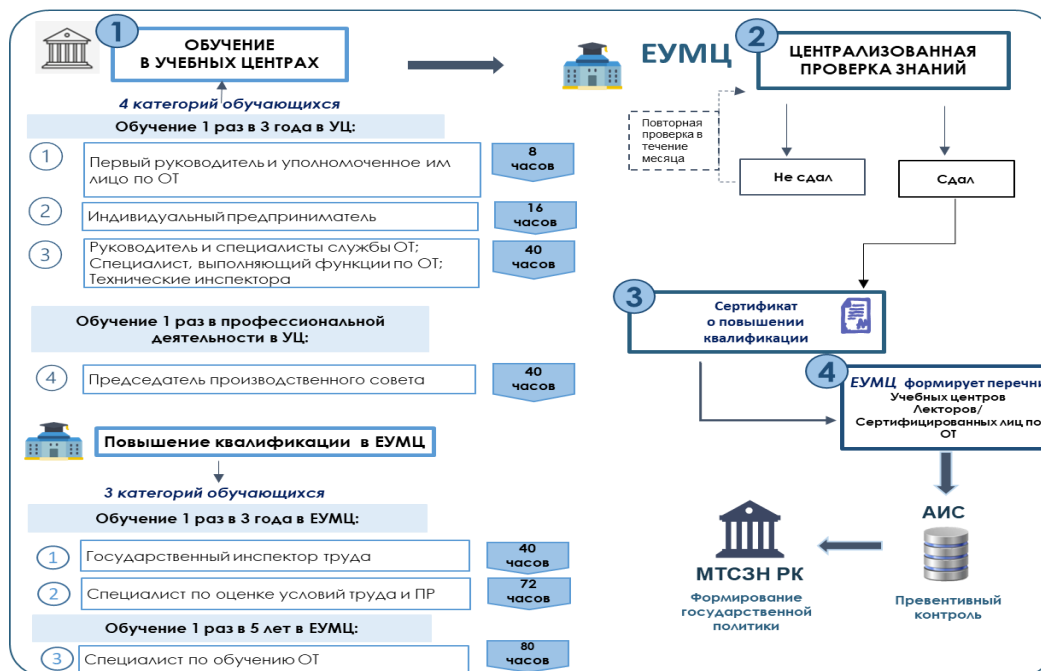 1
ОБУЧЕНИЕ
В УЧЕБНЫХ ЦЕНТРАХ
4 категорий обучающихся
Обучение 1 раз в 3 года в УЦ:
1
Первый руководитель и уполномоченное им
лицо по ОТ
8
часов
2
Индивидуальный предприниматель
16
часов
3
Руководитель и специалисты службы ОТ;
Специалист, выполняющий функции по ОТ;
Технические инспектора
40
часов
Обучение 1 раз в профессиональной
деятельности в УЦ:
4
Председатель производственного совета
40
часов
Повышение квалификации в ЕУМЦ
3 категорий обучающихся
Обучение 1 раз в 3 года в ЕУМЦ:
1
Государственный инспектор труда
40
часов
2
Специалист по оценке условий труда и ПР
72
часов
Обучение 1 раз в 5 лет в ЕУМЦ:
3
Специалист по обучению ОТ
80
часов
ЕУМЦ
2
ЦЕНТРАЛИЗОВАННАЯ
ПРОВЕРКА ЗНАНИЙ
Повторная
проверка в
течение
месяца
Не сдал
Сдал
3
Сертификат
о повышении
квалификации
4
ЕУМЦ формирует перечни
Учебных центров
Лекторов/
Сертифицированных лиц по
ОТ
АИС
Превентивный
контроль
МТСЗН РК
Формирование
государственной
политики